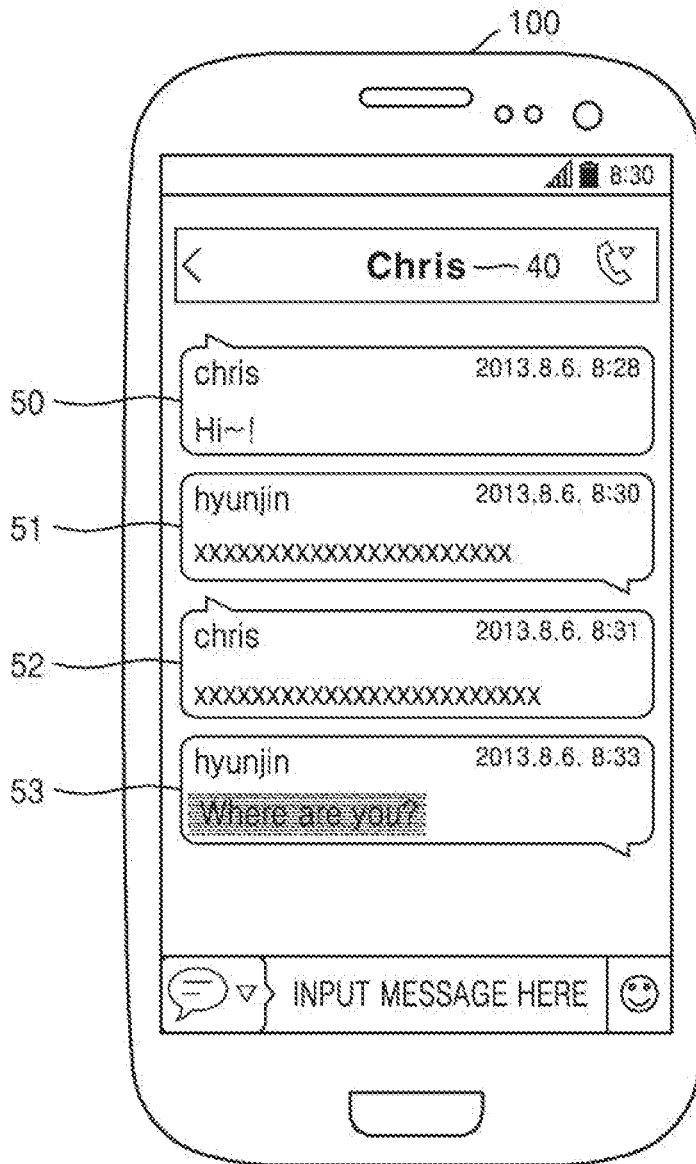 100
8:30
Chris 40
chris 2013.8.6. 8:28
50
Hi~!
hyunjin 2013.8.6. 8:30
51
xxxxxxxxxxxxxxxxxxxxxx
chris 2013.8.6. 8:31
52
xxxxxxxxxxxxxxxxxxxxxxxx
hyunjin 2013.8.6. 8:33
53
Where are you?
INPUT MESSAGE HERE